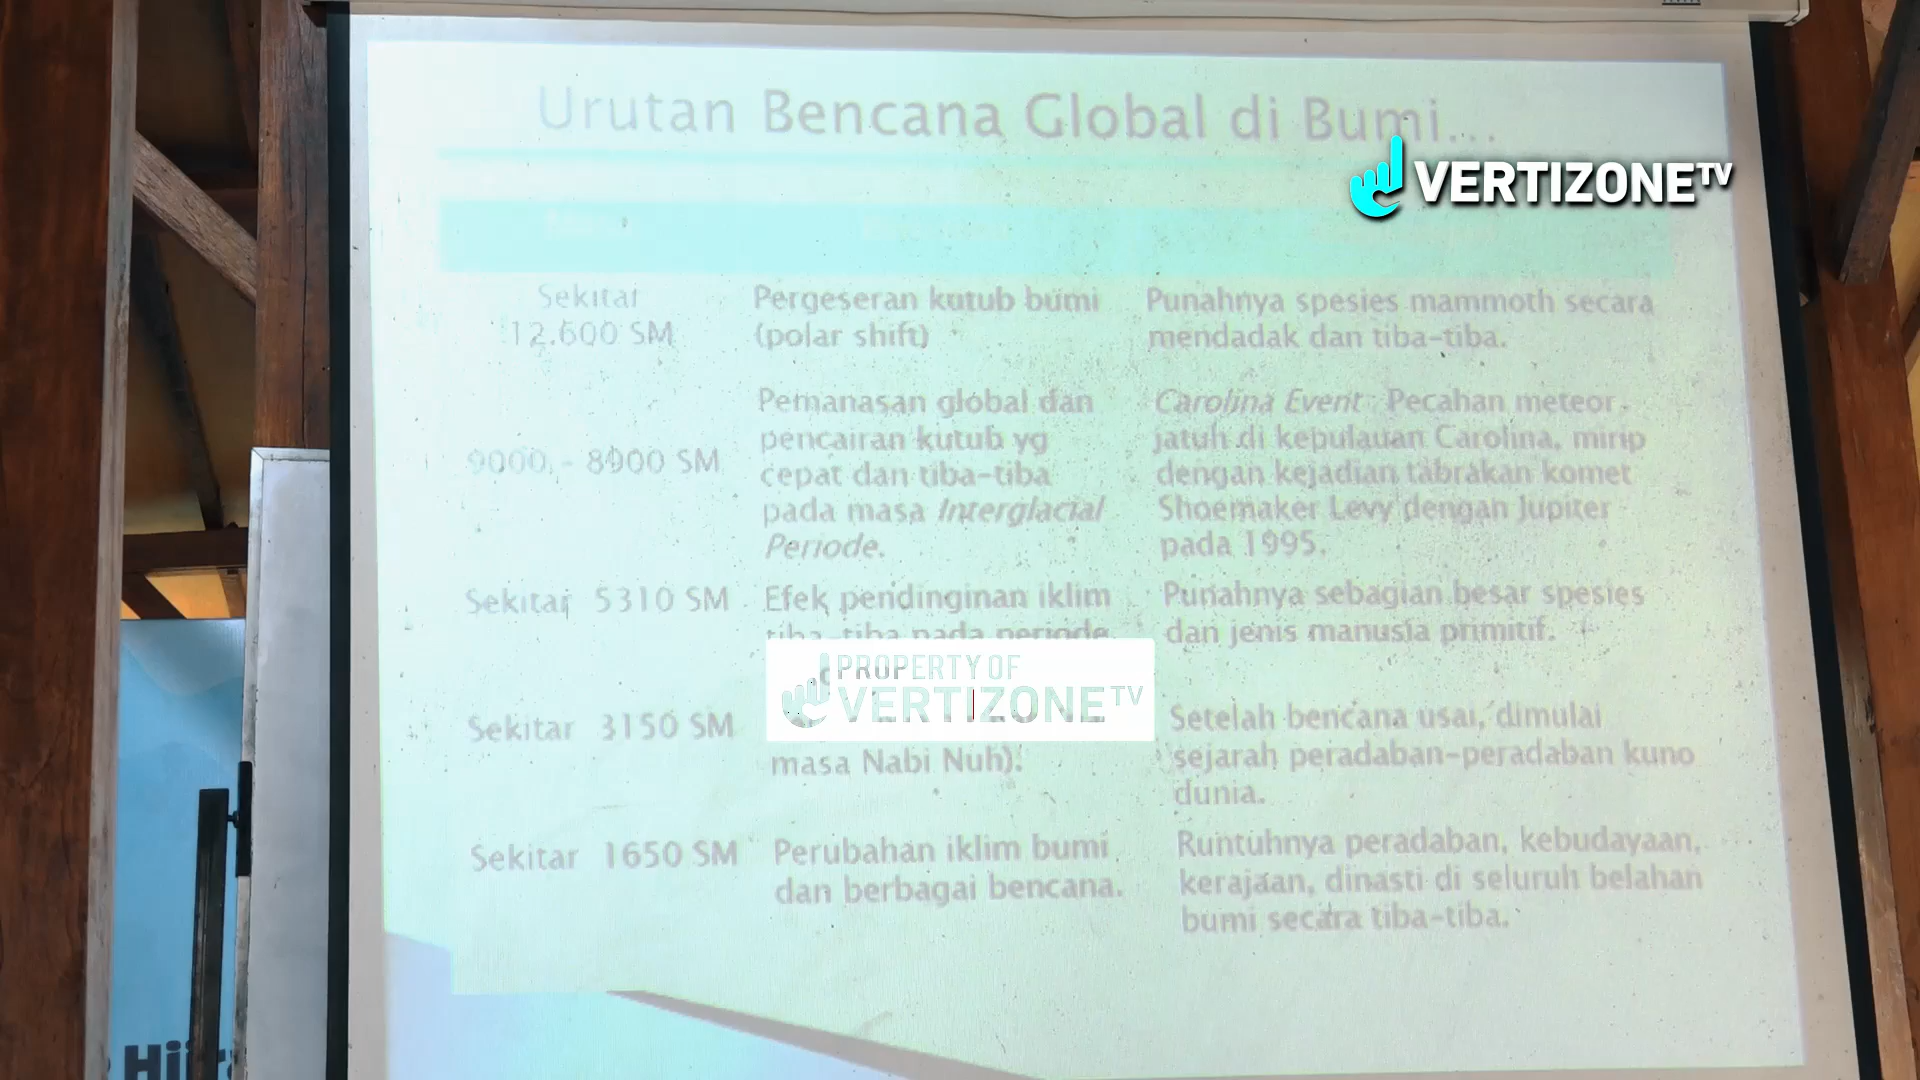 Urutan Bencana Global di Bumi...
VERTIZONE TV
Sekitar
12.600 SM
Pergeseran kutub bumi
(polar shift)
Punahnya spesies mammoth secara
mendadak dan tiba-tiba.
9000 - 8900 SM
Pemanasan global dan
pencairan kutub yg
cepat dan tiba-tiba
pada masa Interglacial
Periode.
Carolina Event : Pecahan meteor
jatuh di kepulauan Carolina, mirip
dengan kejadian tabrakan komet
Shoemaker Levy dengan Jupiter
pada 1995.
Sekitar 5310 SM
Efek pendinginan iklim
tiba-tiba pada periode
Punahnya sebagian besar spesies
dan jenis manusia primitif.
PROPERTY OF
VERTIZONE TV
Sekitar 3150 SM
masa Nabi Nuh).
Setelah bencana usai, dimulai
sejarah peradaban-peradaban kuno
dunia.
Sekitar 1650 SM
Perubahan iklim bumi
dan berbagai bencana.
Runtuhnya peradaban, kebudayaan,
kerajaan, dinasti di seluruh belahan
bumi secara tiba-tiba.